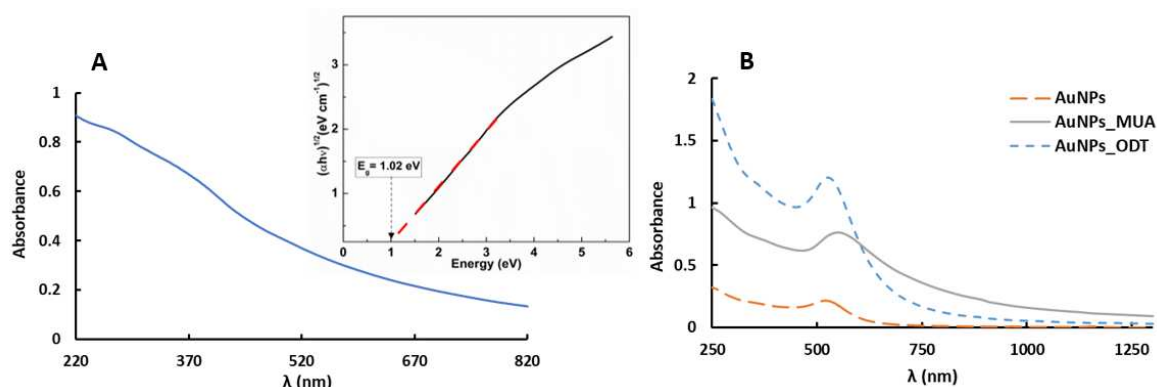 A
1
0.8
0.6
0.4
0.2
0
220
370
520
670
820
Absorbance
λ (nm)
3
2
1
0
1
2
3
4
5
6
(αhν)1/2(eV cm-1)1/2
Energy (eV)
Eg= 1.02 eV
B
2
1.5
1
0.5
0
250
500
750
1000
1250
Absorbance
λ (nm)
AuNPs
AuNPs_MUA
AuNPs_ODT